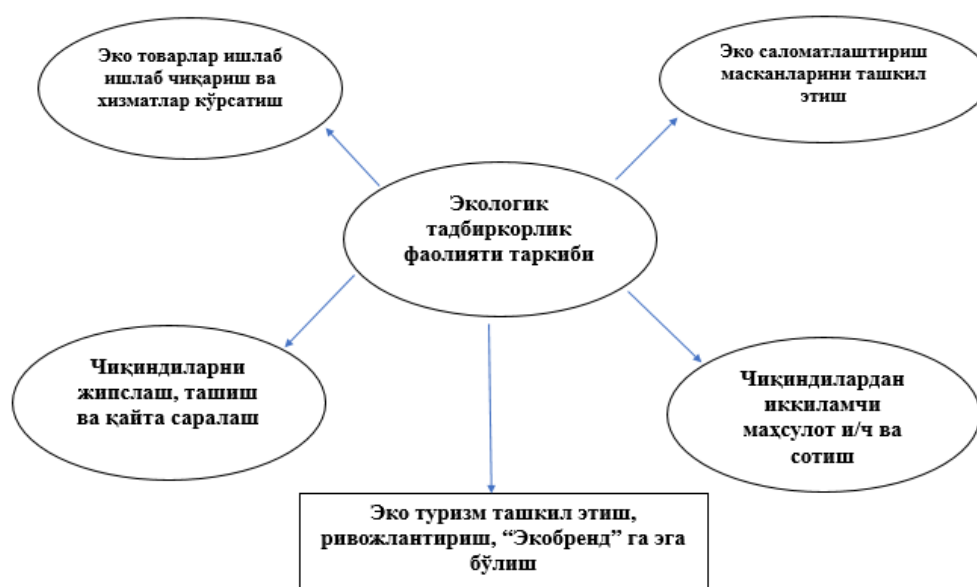 Эко товарлар ишлаб
ишлаб чиқариш ва
хизматлар кўрсатиш
Эко саломатлаштириш
масканларини ташкил
этиш
Экологик
тадбиркорлик
фаолияти таркиби
Чиқиндиларни
жипслаш, ташиш
ва қайта саралаш
Чиқиндилардан
иккиламчи
маҳсулот и/ч ва
сотиш
Эко туризм ташкил этиш,
ривожлантириш, “Экобренд” га эга
бўлиш